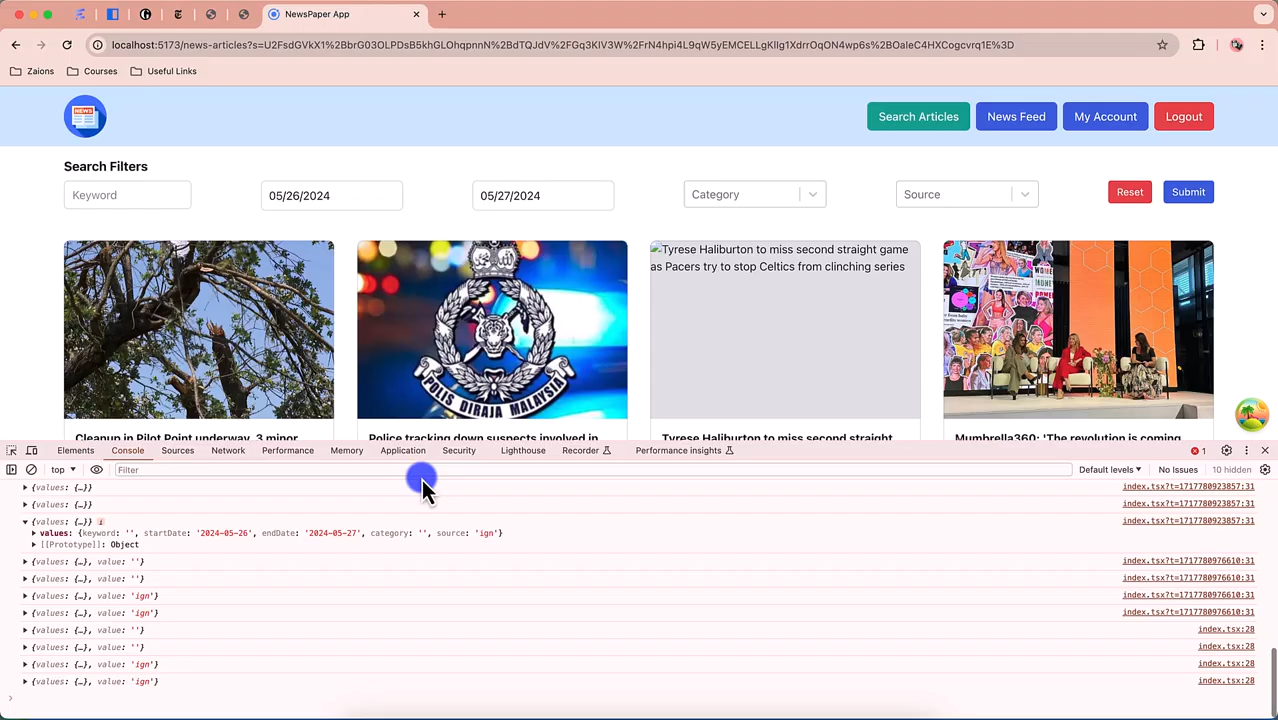 NewsPaper App
localhost:5173/news-articles?s=U2FsdGVkX1%2BbrG03OLPDsB5khGLOhqpnnN%2BdTQJdV%2FGq3KIV3W%2FrN4hpi4L9qW5yEMCELLgKlIg1XdrrOqON4wp6s%2BOaleC4HXCogcvrq1E%3D
Zaions Courses Useful Links
NEWS
Search Articles News Feed My Account Logout
Search Filters
Keyword 05/26/2024 05/27/2024 Category Source Reset Submit
Tyrese Haliburton to miss second straight game
as Pacers try to stop Celtics from clinching series
POLIS DIRAJA MALAYSIA
Cleanup in Pilot Point underway, 3 minor
Police tracking down suspects involved in
Tyrese Haliburton to miss second straight
Mumbrella360: 'The revolution is coming
Elements Console Sources Network Performance Memory Application Security Lighthouse Recorder Performance insights 1
top Filter Default levels No Issues 10 hidden
{values: {…}} index.tsx?t=1717780923857:31
{values: {…}} index.tsx?t=1717780923857:31
{values: {…}} i index.tsx?t=1717780923857:31
values: {keyword: '', startDate: '2024-05-26', endDate: '2024-05-27', category: '', source: 'ign'}
[[Prototype]]: Object
{values: {…}, value: ''} index.tsx?t=1717780976610:31
{values: {…}, value: ''} index.tsx?t=1717780976610:31
{values: {…}, value: 'ign'} index.tsx?t=1717780976610:31
{values: {…}, value: 'ign'} index.tsx?t=1717780976610:31
{values: {…}, value: ''} index.tsx:28
{values: {…}, value: ''} index.tsx:28
{values: {…}, value: 'ign'} index.tsx:28
{values: {…}, value: 'ign'} index.tsx:28